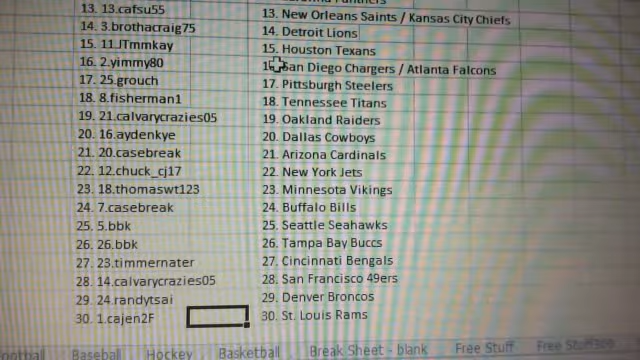 Panthers
13. 13.cafsu55 13. New Orleans Saints / Kansas City Chiefs
14. 3.brothacraig75 14. Detroit Lions
15. 11.JTmmkay 15. Houston Texans
16. 2.yimmy80 San Diego Chargers / Atlanta Falcons
17. 25.grouch 17. Pittsburgh Steelers
18. 8.fisherman1 18. Tennessee Titans
19. 21.calvarycrazies05 19. Oakland Raiders
20. 16.aydenkye 20. Dallas Cowboys
21. 20.casebreak 21. Arizona Cardinals
22. 12.chuck_cj17 22. New York Jets
23. 18.thomaswt123 23. Minnesota Vikings
24. 7.casebreak 24. Buffalo Bills
25. 5.bbk 25. Seattle Seahawks
26. 26.bbk 26. Tampa Bay Buccs
27. 23.timmernater 27. Cincinnati Bengals
28. 14.calvarycrazies05 28. San Francisco 49ers
29. 24.randytsai 29. Denver Broncos
30. 1.cajen2F 30. St. Louis Rams
Baseball Hockey Basketball Break Sheet - blank Free Stuff